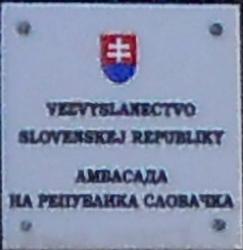 VEĽVYSLANECTVO
SLOVENSKEJ REPUBLIKY
АМБАСАДА
НА РЕПУБЛИКА СЛОВАЧКА